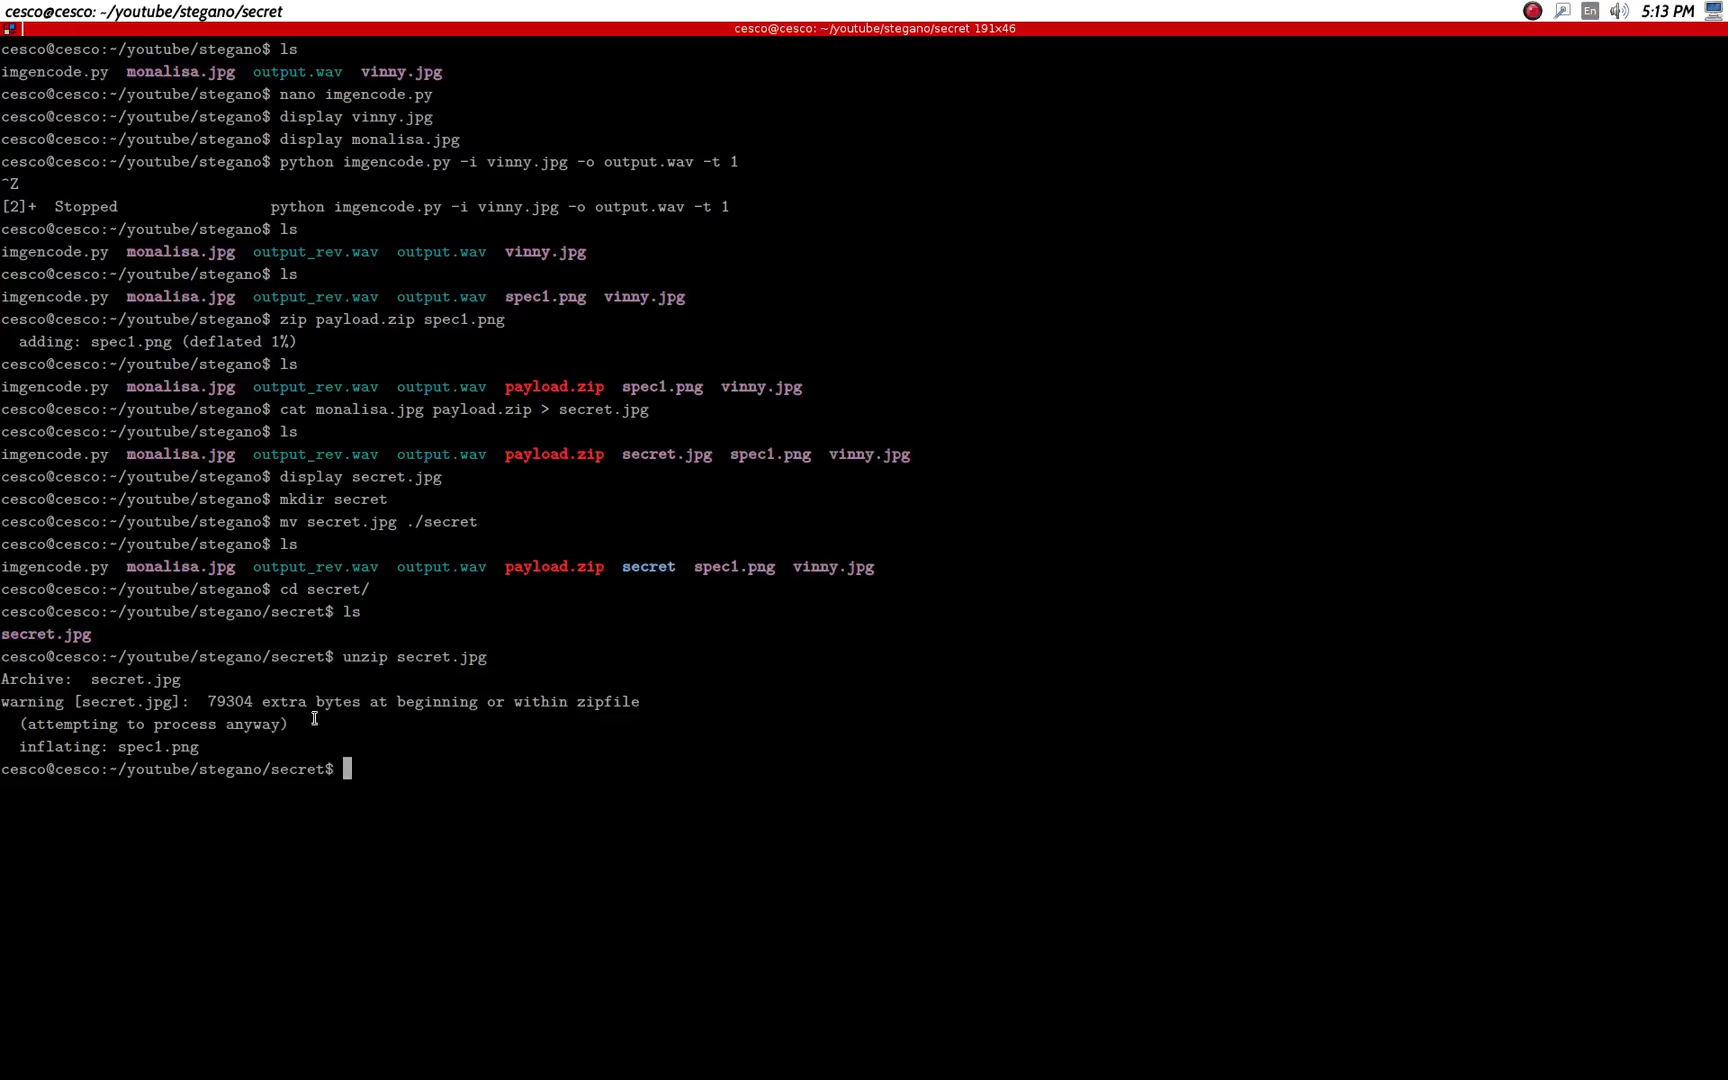 cesco@cesco: ~/youtube/stegano/secret
En
5:13 PM
cesco@cesco: ~/youtube/stegano/secret 191x46
cesco@cesco:~/youtube/stegano$ ls
imgencode.py  monalisa.jpg  output.wav  vinny.jpg
cesco@cesco:~/youtube/stegano$ nano imgencode.py
cesco@cesco:~/youtube/stegano$ display vinny.jpg
cesco@cesco:~/youtube/stegano$ display monalisa.jpg
cesco@cesco:~/youtube/stegano$ python imgencode.py -i vinny.jpg -o output.wav -t 1
^Z
[2]+  Stopped                 python imgencode.py -i vinny.jpg -o output.wav -t 1
cesco@cesco:~/youtube/stegano$ ls
imgencode.py  monalisa.jpg  output_rev.wav  output.wav  vinny.jpg
cesco@cesco:~/youtube/stegano$ ls
imgencode.py  monalisa.jpg  output_rev.wav  output.wav  spec1.png  vinny.jpg
cesco@cesco:~/youtube/stegano$ zip payload.zip spec1.png
  adding: spec1.png (deflated 1%)
cesco@cesco:~/youtube/stegano$ ls
imgencode.py  monalisa.jpg  output_rev.wav  output.wav  payload.zip  spec1.png  vinny.jpg
cesco@cesco:~/youtube/stegano$ cat monalisa.jpg payload.zip > secret.jpg
cesco@cesco:~/youtube/stegano$ ls
imgencode.py  monalisa.jpg  output_rev.wav  output.wav  payload.zip  secret.jpg  spec1.png  vinny.jpg
cesco@cesco:~/youtube/stegano$ display secret.jpg
cesco@cesco:~/youtube/stegano$ mkdir secret
cesco@cesco:~/youtube/stegano$ mv secret.jpg ./secret
cesco@cesco:~/youtube/stegano$ ls
imgencode.py  monalisa.jpg  output_rev.wav  output.wav  payload.zip  secret  spec1.png  vinny.jpg
cesco@cesco:~/youtube/stegano$ cd secret/
cesco@cesco:~/youtube/stegano/secret$ ls
secret.jpg
cesco@cesco:~/youtube/stegano/secret$ unzip secret.jpg
Archive:  secret.jpg
warning [secret.jpg]:  79304 extra bytes at beginning or within zipfile
  (attempting to process anyway)
  inflating: spec1.png
cesco@cesco:~/youtube/stegano/secret$